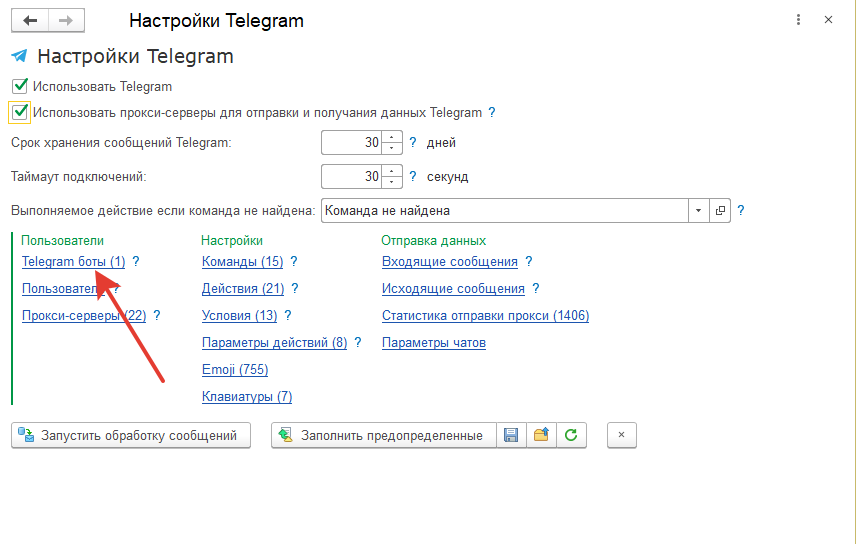 Настройки Telegram
Настройки Telegram
Использовать Telegram
Использовать прокси-серверы для отправки и получания данных Telegram ?
Срок хранения сообщений Telegram: 30 ? дней
Таймаут подключений: 30 ? секунд
Выполняемое действие если команда не найдена: Команда не найдена ?
Пользователи Настройки Отправка данных
Telegram боты (1) ? Команды (15) ? Входящие сообщения ?
? Действия (21) ? Исходящие сообщения ?
Прокси-серверы (22) ? Условия (13) ? Статистика отправки прокси (1406)
Параметры действий (8) ? Параметры чатов
Emoji (755)
Клавиатуры (7)
Запустить обработку сообщений Заполнить предопределенные